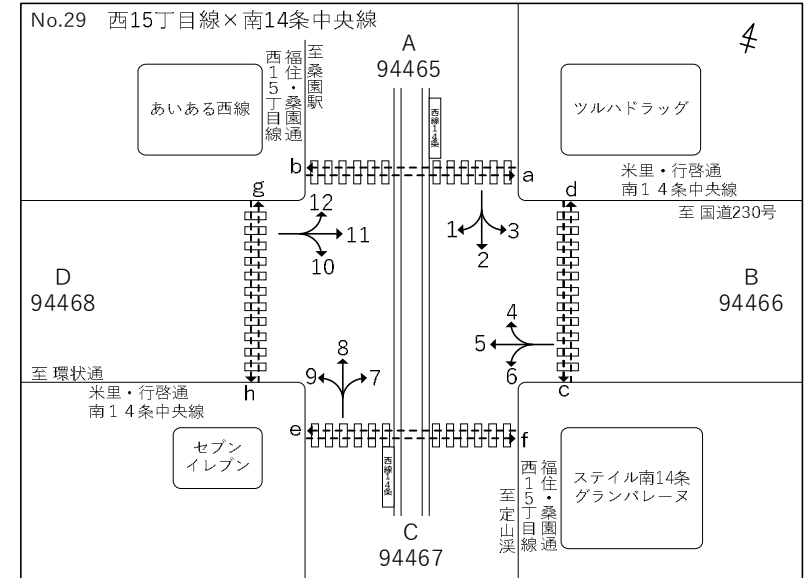 No.29 西15丁目線×南14条中央線
A
94465
至 桑園駅
福住・桑園通
西15丁目線
西線14条
あいある西線
ツルハドラッグ
米里・行啓通
南14条中央線
至 国道230号
b
a
g
d
12
11
10
1
2
3
D
94468
B
94466
4
5
6
8
9
7
至 環状通
h
c
米里・行啓通
南14条中央線
e
f
セブン
イレブン
西線14条
福住・桑園通
西15丁目線
至 定山渓
ステイル南14条
グランバレーヌ
C
94467